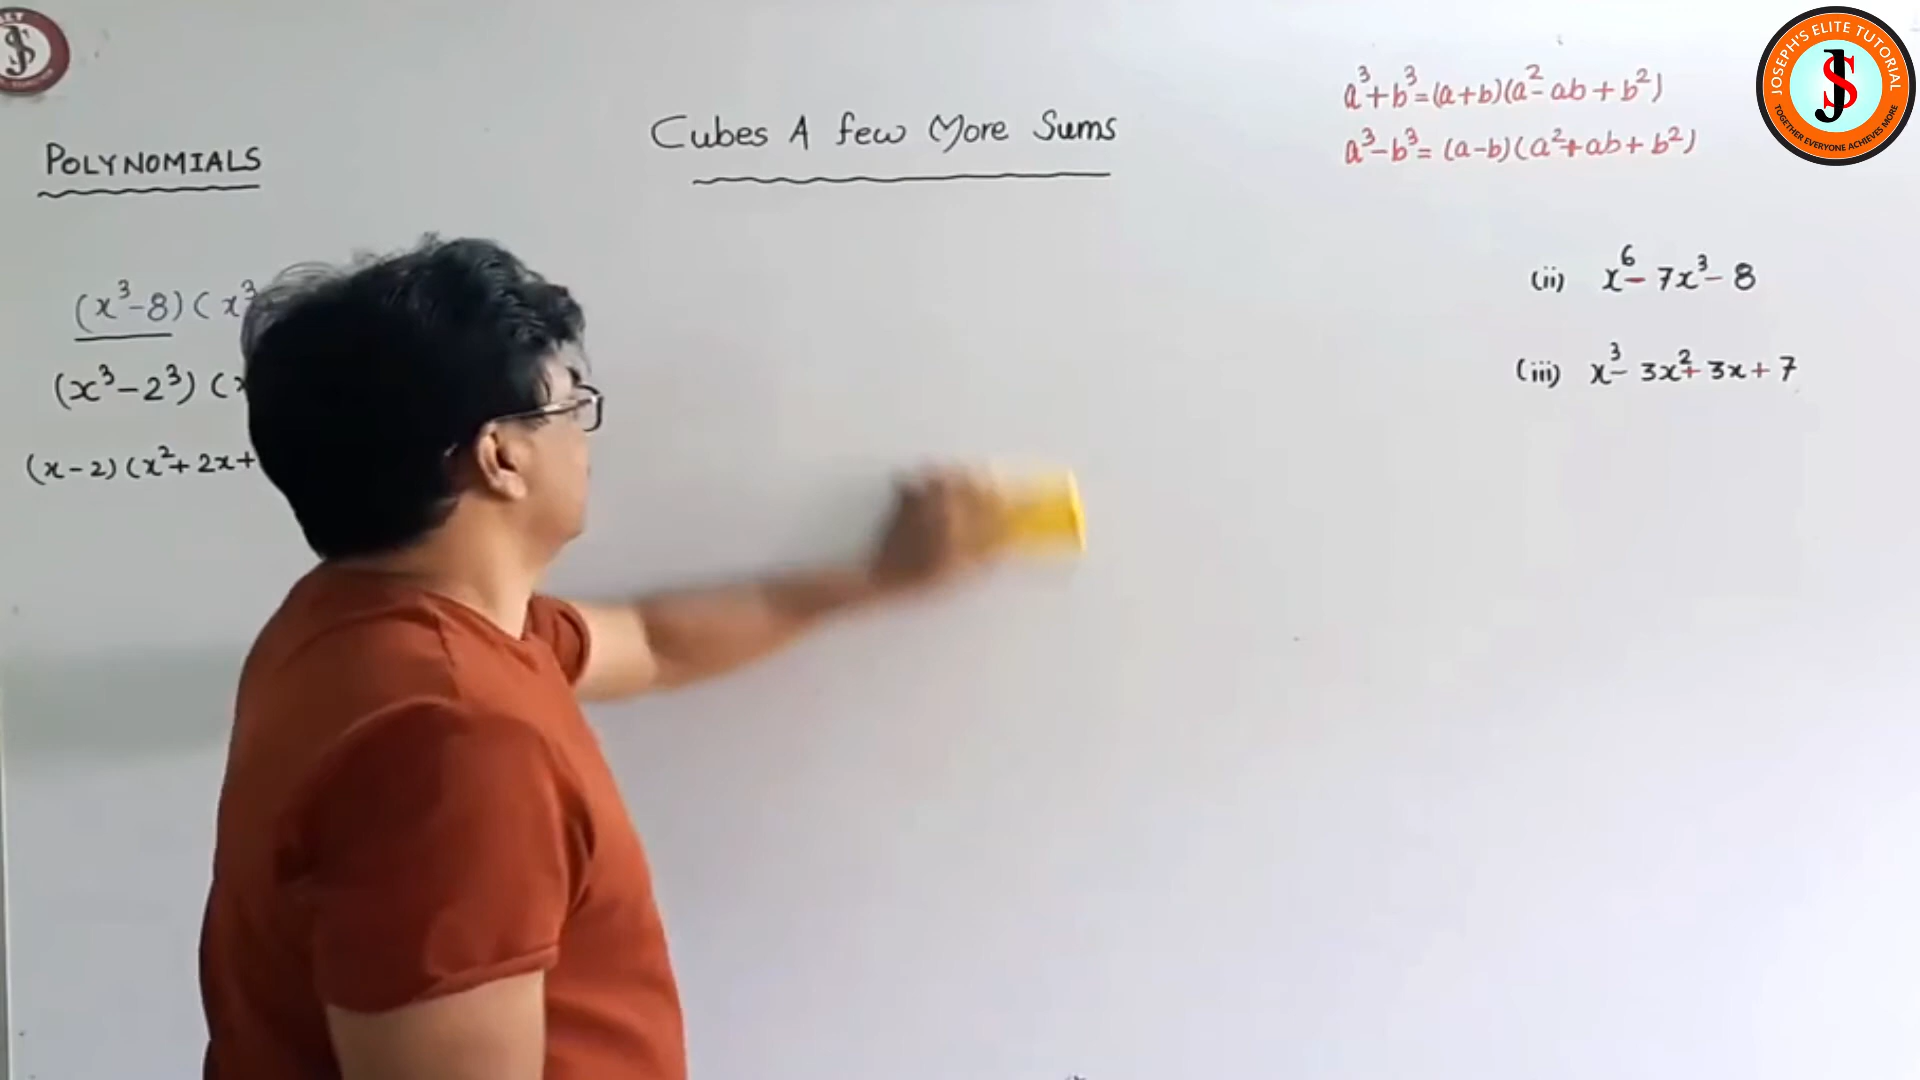 POLYNOMIALS
Cubes A few More Sums
a³+b³=(a+b)(a²-ab+b²)
a³-b³=(a-b)(a²+ab+b²)
JOSEPH'S ELITE TUTORIAL
JS
TOGETHER EVERYONE ACHIEVES MORE
(x³-8)(x³
(x³-2³)(
(x-2)(x²+2x+
(ii) x⁶-7x³-8
(iii) x³-3x²+3x+7